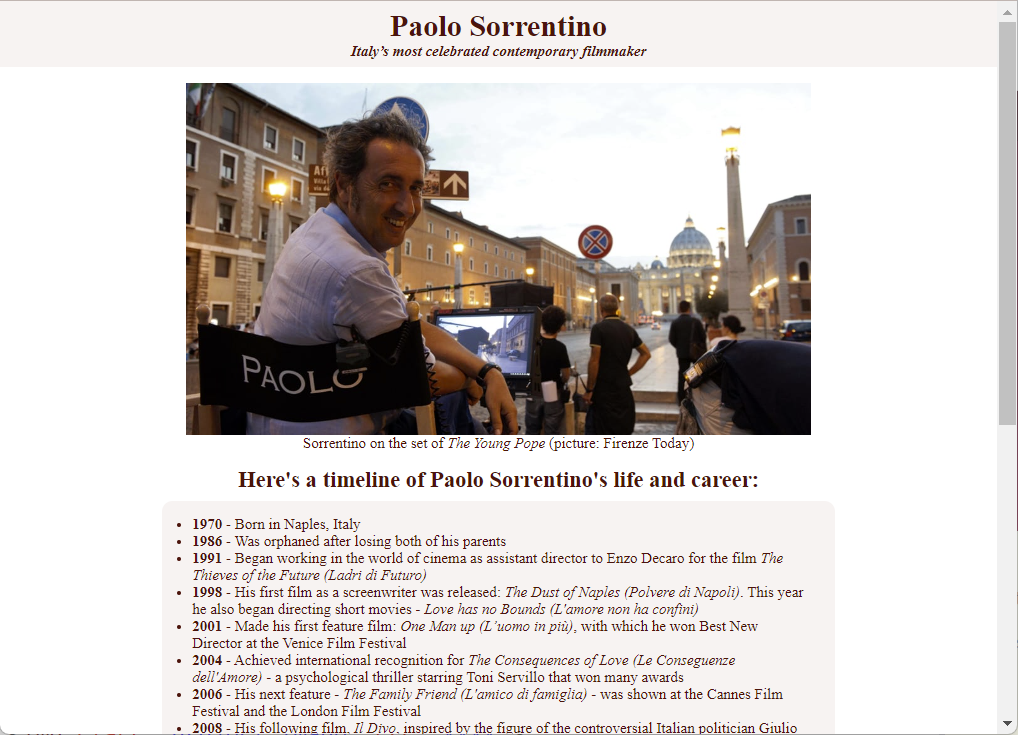 Paolo Sorrentino
Italy’s most celebrated contemporary filmmaker
PAOLO
Sorrentino on the set of The Young Pope (picture: Firenze Today)
Here's a timeline of Paolo Sorrentino's life and career:
1970 - Born in Naples, Italy
1986 - Was orphaned after losing both of his parents
1991 - Began working in the world of cinema as assistant director to Enzo Decaro for the film The
Thieves of the Future (Ladri di Futuro)
1998 - His first film as a screenwriter was released: The Dust of Naples (Polvere di Napoli). This year
he also began directing short movies - Love has no Bounds (L'amore non ha confini)
2001 - Made his first feature film: One Man up (L’uomo in più), with which he won Best New
Director at the Venice Film Festival
2004 - Achieved international recognition for The Consequences of Love (Le Conseguenze
dell'Amore) - a psychological thriller starring Toni Servillo that won many awards
2006 - His next feature - The Family Friend (L'amico di famiglia) - was shown at the Cannes Film
Festival and the London Film Festival
2008 - His following film, Il Divo, inspired by the figure of the controversial Italian politician Giulio